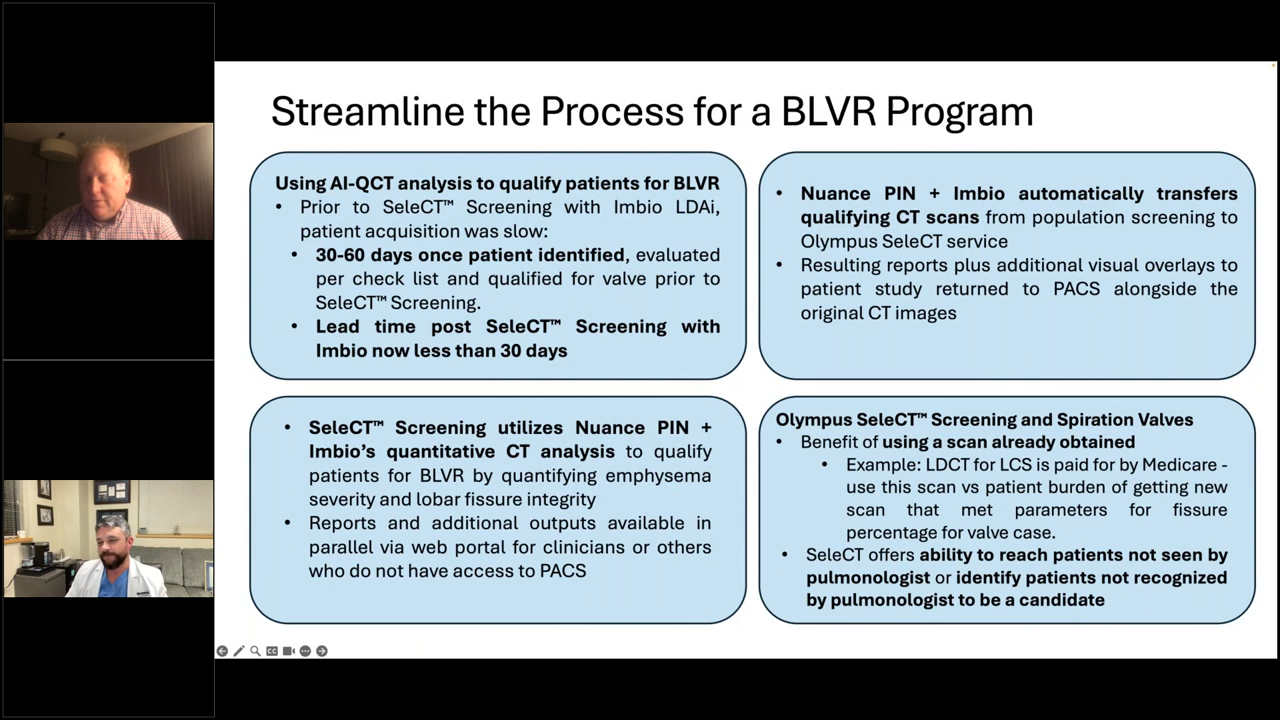 Streamline the Process for a BLVR Program
Using AI-QCT analysis to qualify patients for BLVR
• Prior to SeleCT™ Screening with Imbio LDAi,
patient acquisition was slow:
• 30-60 days once patient identified, evaluated
per check list and qualified for valve prior to
SeleCT™ Screening.
• Lead time post SeleCT™ Screening with
Imbio now less than 30 days
• Nuance PIN + Imbio automatically transfers
qualifying CT scans from population screening to
Olympus SeleCT service
• Resulting reports plus additional visual overlays to
patient study returned to PACS alongside the
original CT images
• SeleCT™ Screening utilizes Nuance PIN +
Imbio’s quantitative CT analysis to qualify
patients for BLVR by quantifying emphysema
severity and lobar fissure integrity
• Reports and additional outputs available in
parallel via web portal for clinicians or others
who do not have access to PACS
Olympus SeleCT™ Screening and Spiration Valves
• Benefit of using a scan already obtained
• Example: LDCT for LCS is paid for by Medicare -
use this scan vs patient burden of getting new
scan that met parameters for fissure
percentage for valve case.
• SeleCT offers ability to reach patients not seen by
pulmonologist or identify patients not recognized
by pulmonologist to be a candidate